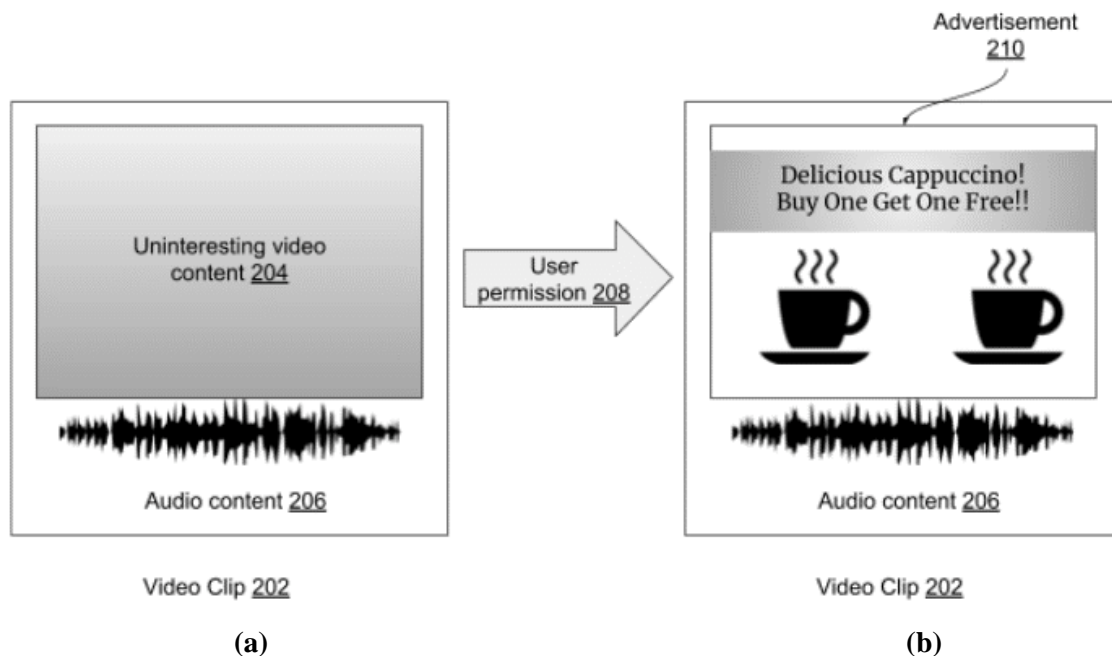 Advertisement
210
Delicious Cappuccino!
Buy One Get One Free!!
Uninteresting video
content 204
User
permission 208
Audio content 206
Audio content 206
Video Clip 202
Video Clip 202
(a)
(b)